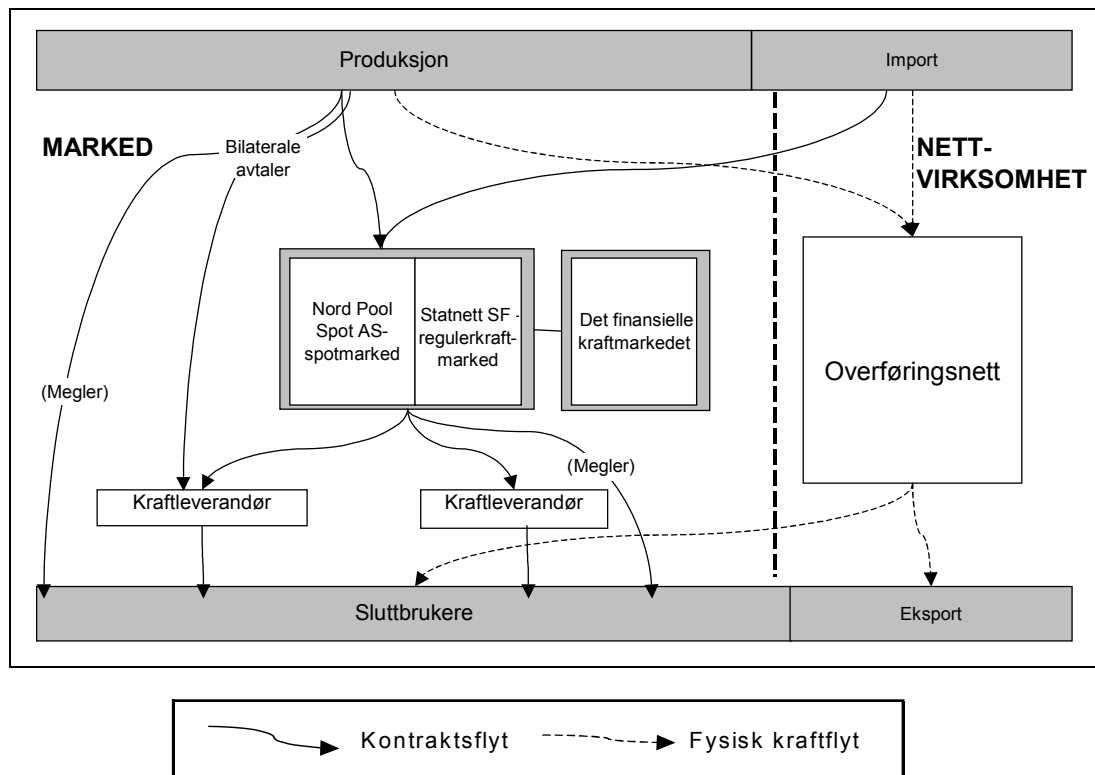 Produksjon
Import
MARKED
Bilaterale
avtaler
NETT-
VIRKSOMHET
Nord Pool
Spot AS-
spotmarked
Statnett SF -
regulerkraft-
marked
Det finansielle
kraftmarkedet
Overføringsnett
(Megler)
(Megler)
Kraftleverandør
Kraftleverandør
Sluttbrukere
Eksport
Kontraktsflyt
Fysisk kraftflyt